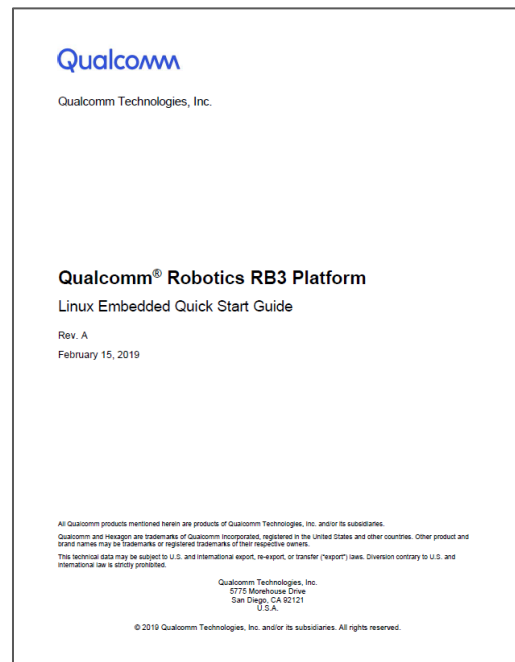 Qualcomm
Qualcomm Technologies, Inc.
Qualcomm® Robotics RB3 Platform
Linux Embedded Quick Start Guide
Rev. A
February 15, 2019
All Qualcomm products mentioned herein are products of Qualcomm Technologies, Inc. and/or its subsidiaries.
Qualcomm and Hexagon are trademarks of Qualcomm Incorporated, registered in the United States and other countries. Other product and
brand names may be trademarks or registered trademarks of their respective owners.
This technical data may be subject to U.S. and international export, re-export, or transfer ("export") laws. Diversion contrary to U.S. and
international law is strictly prohibited.
Qualcomm Technologies, Inc.
5775 Morehouse Drive
San Diego, CA 92121
U.S.A.
© 2019 Qualcomm Technologies, Inc. and/or its subsidiaries. All rights reserved.